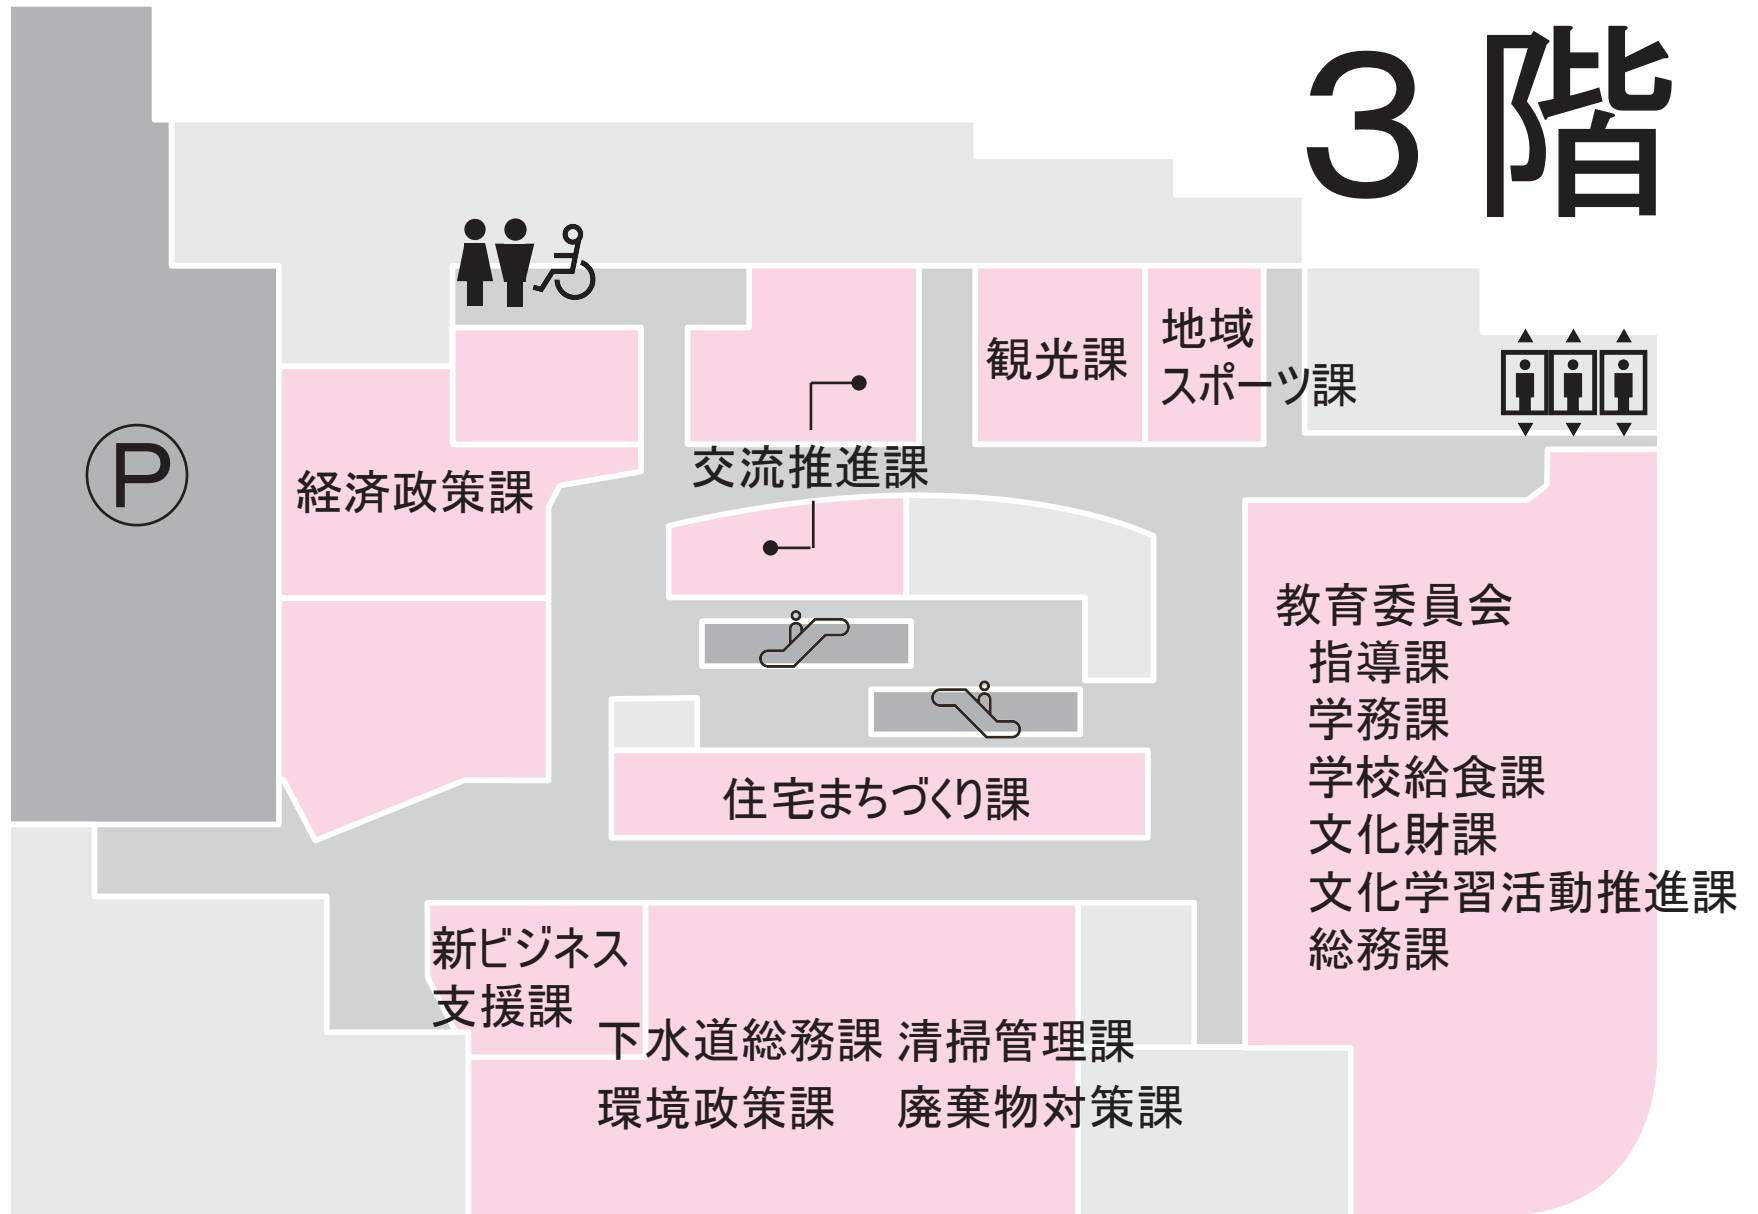 3階
観光課
地域
スポーツ課
交流推進課
経済政策課
P
教育委員会
指導課
学務課
学校給食課
文化財課
文化学習活動推進課
総務課
住宅まちづくり課
新ビジネス
支援課
下水道総務課 清掃管理課
環境政策課 廃棄物対策課